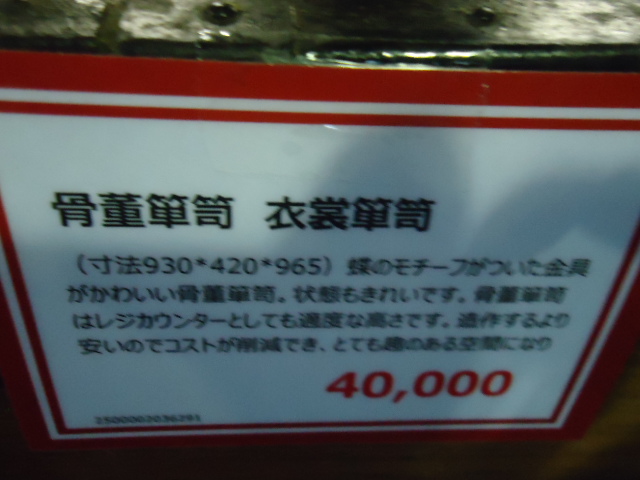 骨董箪笥 衣裳箪笥
(寸法930*420*965) 蝶のモチーフがついた金具
がかわいい骨董箪笥。状態もきれいです。骨董箪笥
はレジカウンターとしても適度な高さです。造作するより
安いのでコストが削減でき、とても趣のある空間になり
40,000
2500002036291